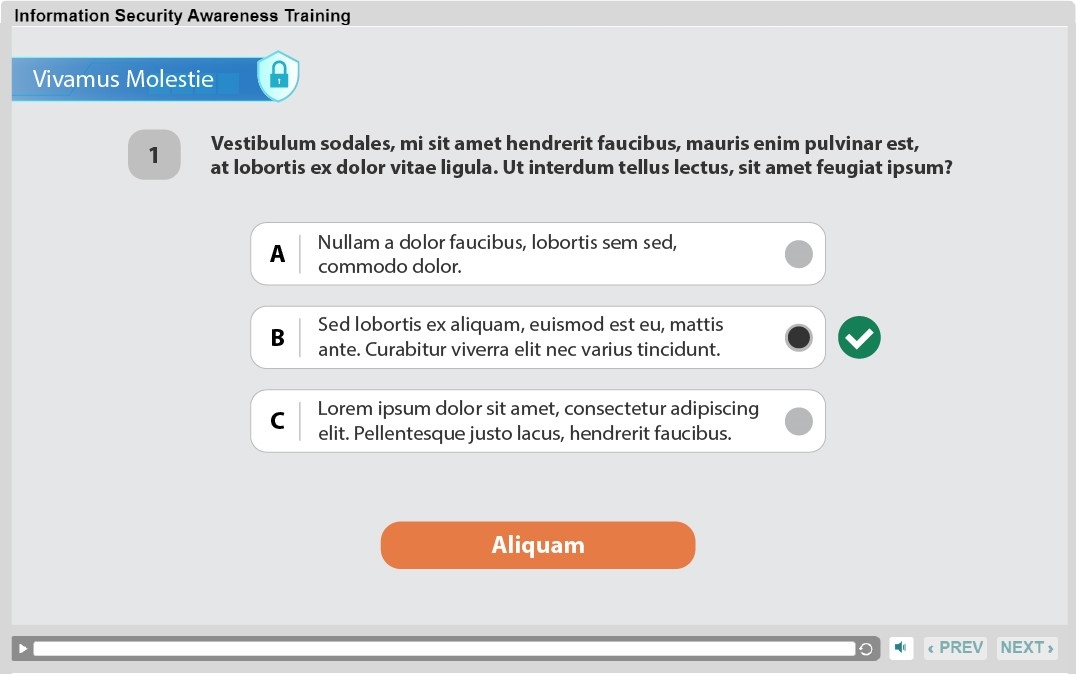 Information Security Awareness Training
Vivamus Molestie
1
Vestibulum sodales, mi sit amet hendrerit faucibus, mauris enim pulvinar est,
at lobortis ex dolor vitae ligula. Ut interdum tellus lectus, sit amet feugiat ipsum?
A
Nullam a dolor faucibus, lobortis sem sed,
commodo dolor.
B
Sed lobortis ex aliquam, euismod est eu, mattis
ante. Curabitur viverra elit nec varius tincidunt.
C
Lorem ipsum dolor sit amet, consectetur adipiscing
elit. Pellentesque justo lacus, hendrerit faucibus.
Aliquam
‹ PREV
NEXT ›